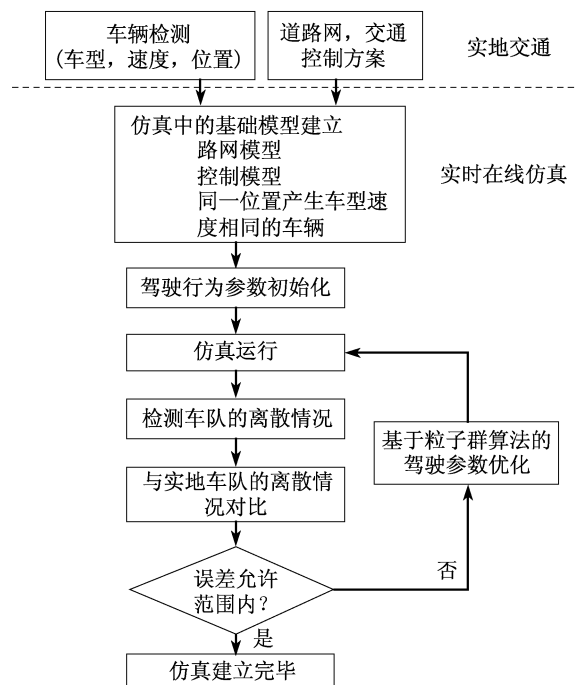 车辆检测
(车型，速度，位置)
道路网，交通
控制方案
实地交通
仿真中的基础模型建立
路网模型
控制模型
同一位置产生车型速
度相同的车辆
实时在线仿真
驾驶行为参数初始化
仿真运行
检测车队的离散情况
基于粒子群算法的
驾驶参数优化
与实地车队的离散情
况对比
误差允许
范围内？
否
是
仿真建立完毕